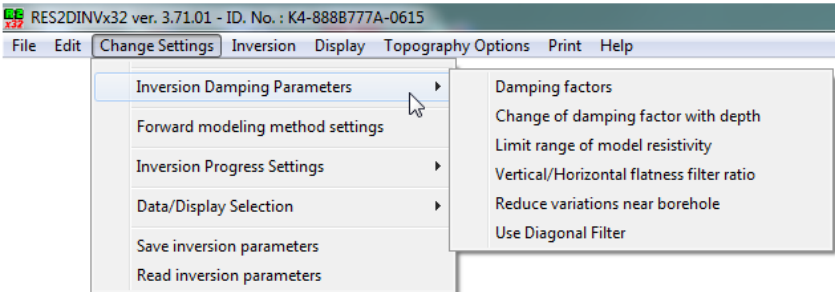 RES2DINVx32 ver. 3.71.01 - ID. No. : K4-888B777A-0615
File Edit Change Settings Inversion Display Topography Options Print Help
Inversion Damping Parameters
Forward modeling method settings
Inversion Progress Settings
Data/Display Selection
Save inversion parameters
Read inversion parameters
Damping factors
Change of damping factor with depth
Limit range of model resistivity
Vertical/Horizontal flatness filter ratio
Reduce variations near borehole
Use Diagonal Filter